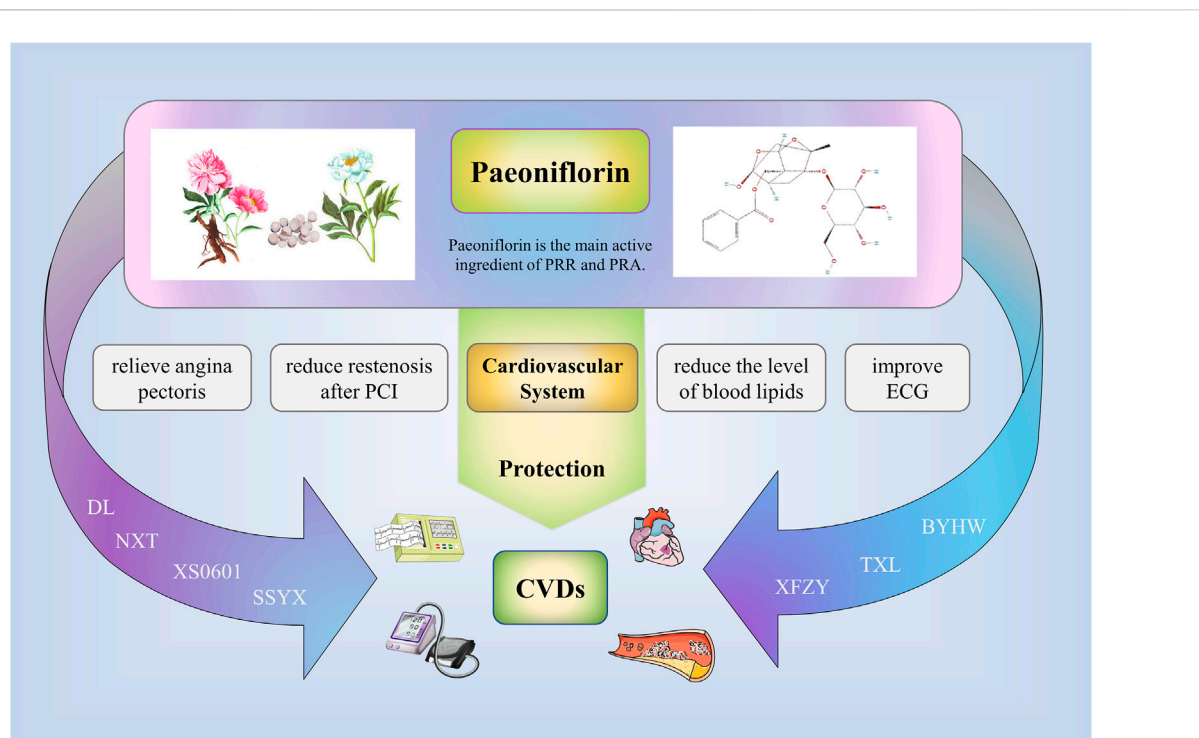 Paeoniflorin
Paeoniflorin is the main active
ingredient of PRR and PRA.
relieve angina
pectoris
reduce restenosis
after PCI
Cardiovascular
System
reduce the level
of blood lipids
improve
ECG
Protection
DL
NXT
XS0601
SSYX
BYHW
TXL
XFZY
CVDs